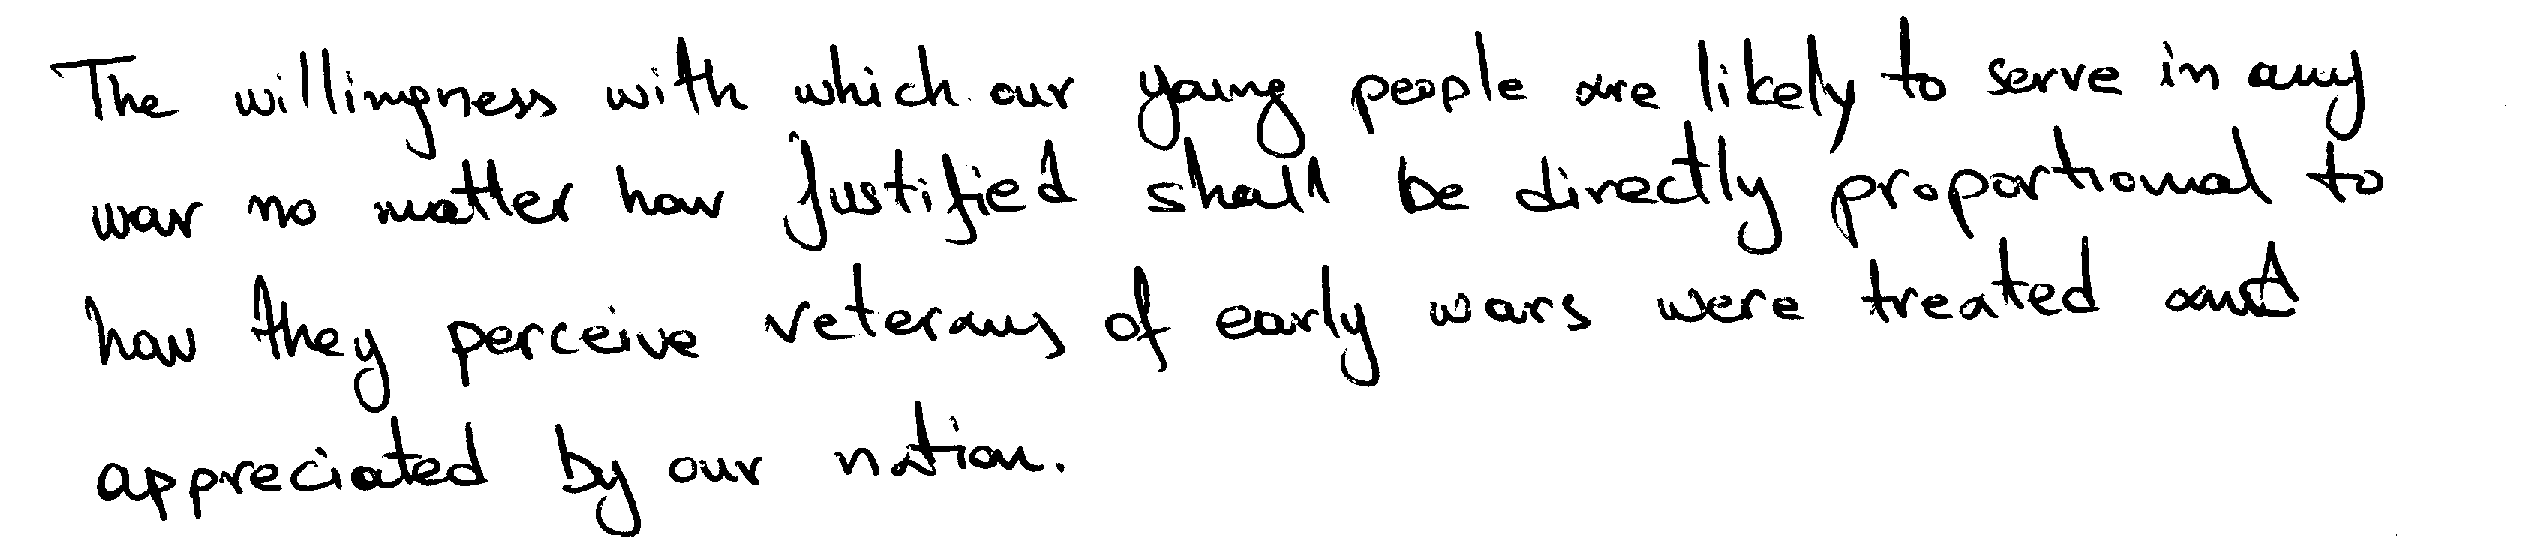 The willingness with which our young people are likely to serve in any
war no matter how justified shall be directly proportional to
how they perceive veterans of early wars were treated and
appreciated by our nation.